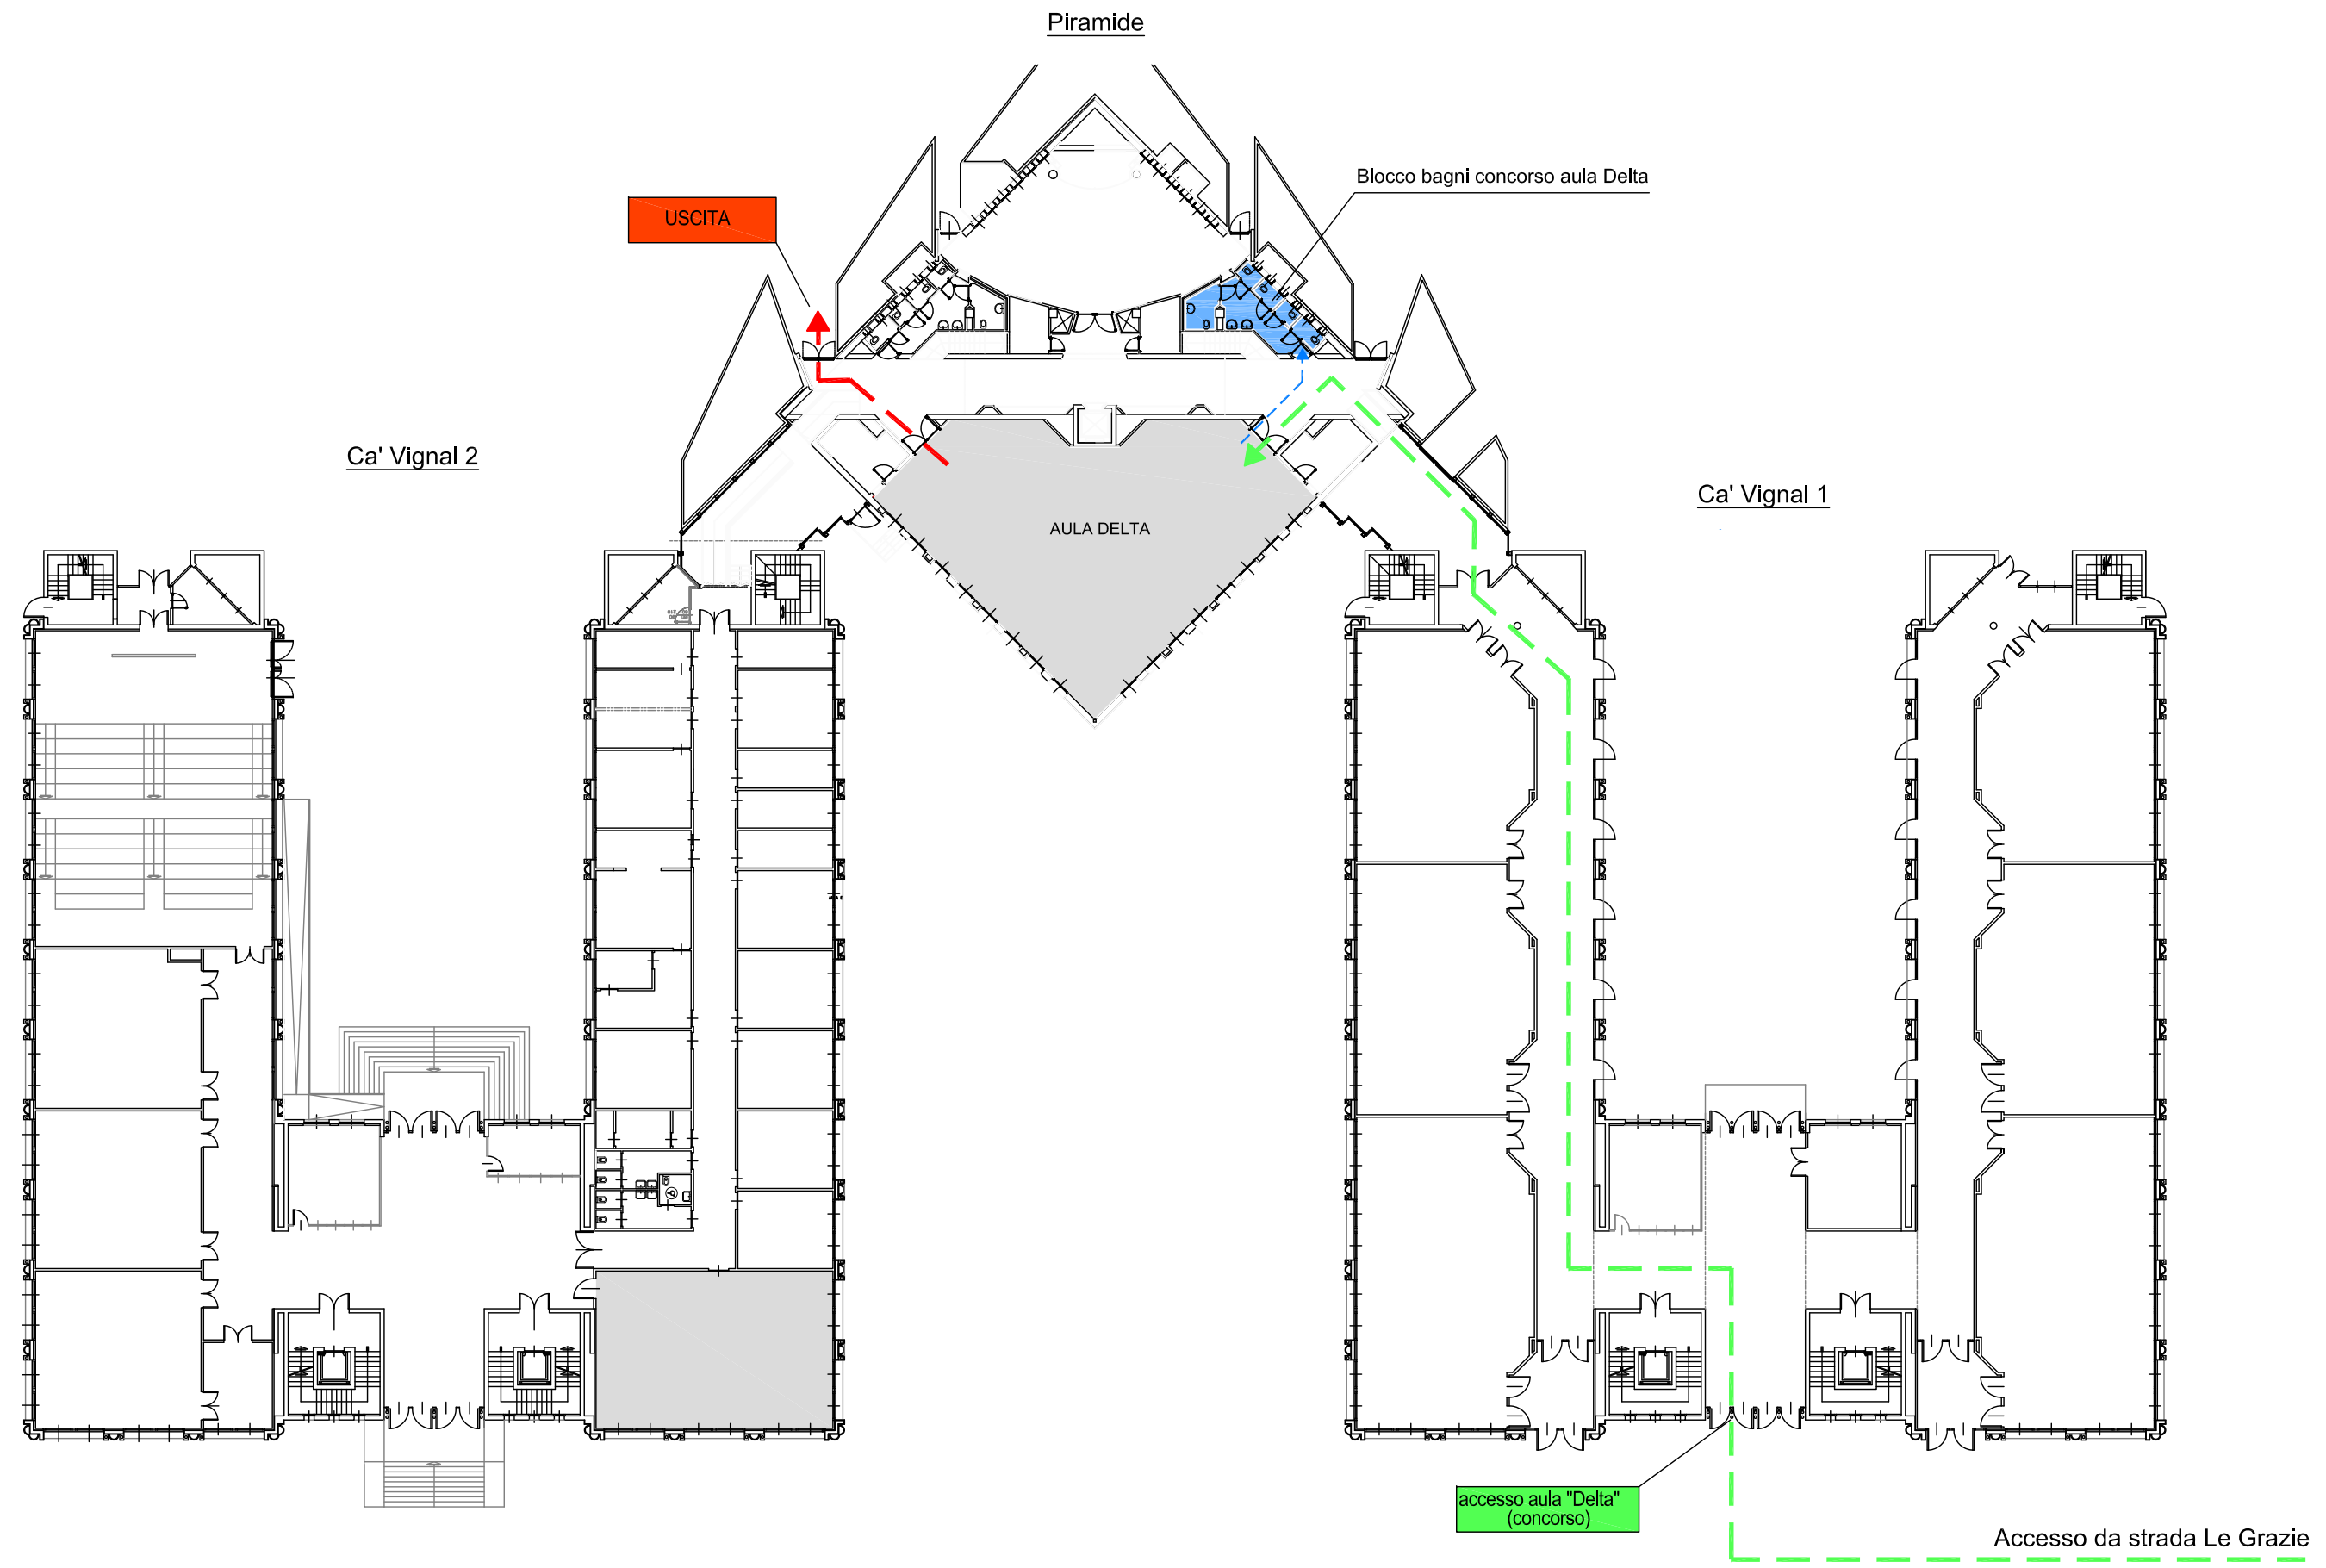 Piramide
Blocco bagni concorso aula Delta
USCITA
Ca' Vignal 2
Ca' Vignal 1
AULA DELTA
accesso aula "Delta"
(concorso)
Accesso da strada Le Grazie